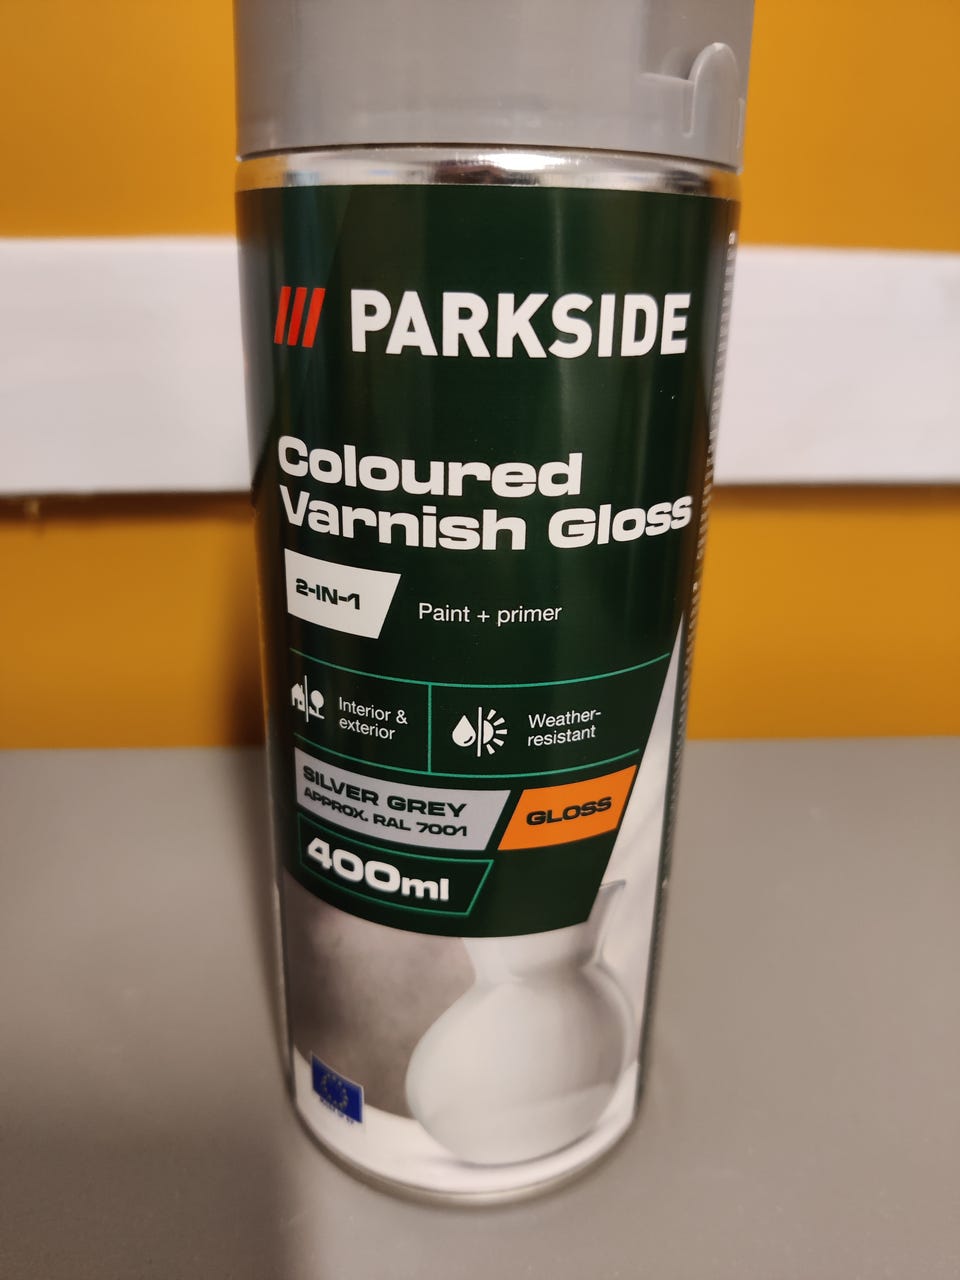 PARKSIDE
Coloured
Varnish Gloss
2-IN-1
Paint + primer
Interior &
exterior
Weather-
resistant
SILVER GREY
APPROX. RAL 7001
GLOSS
400ml